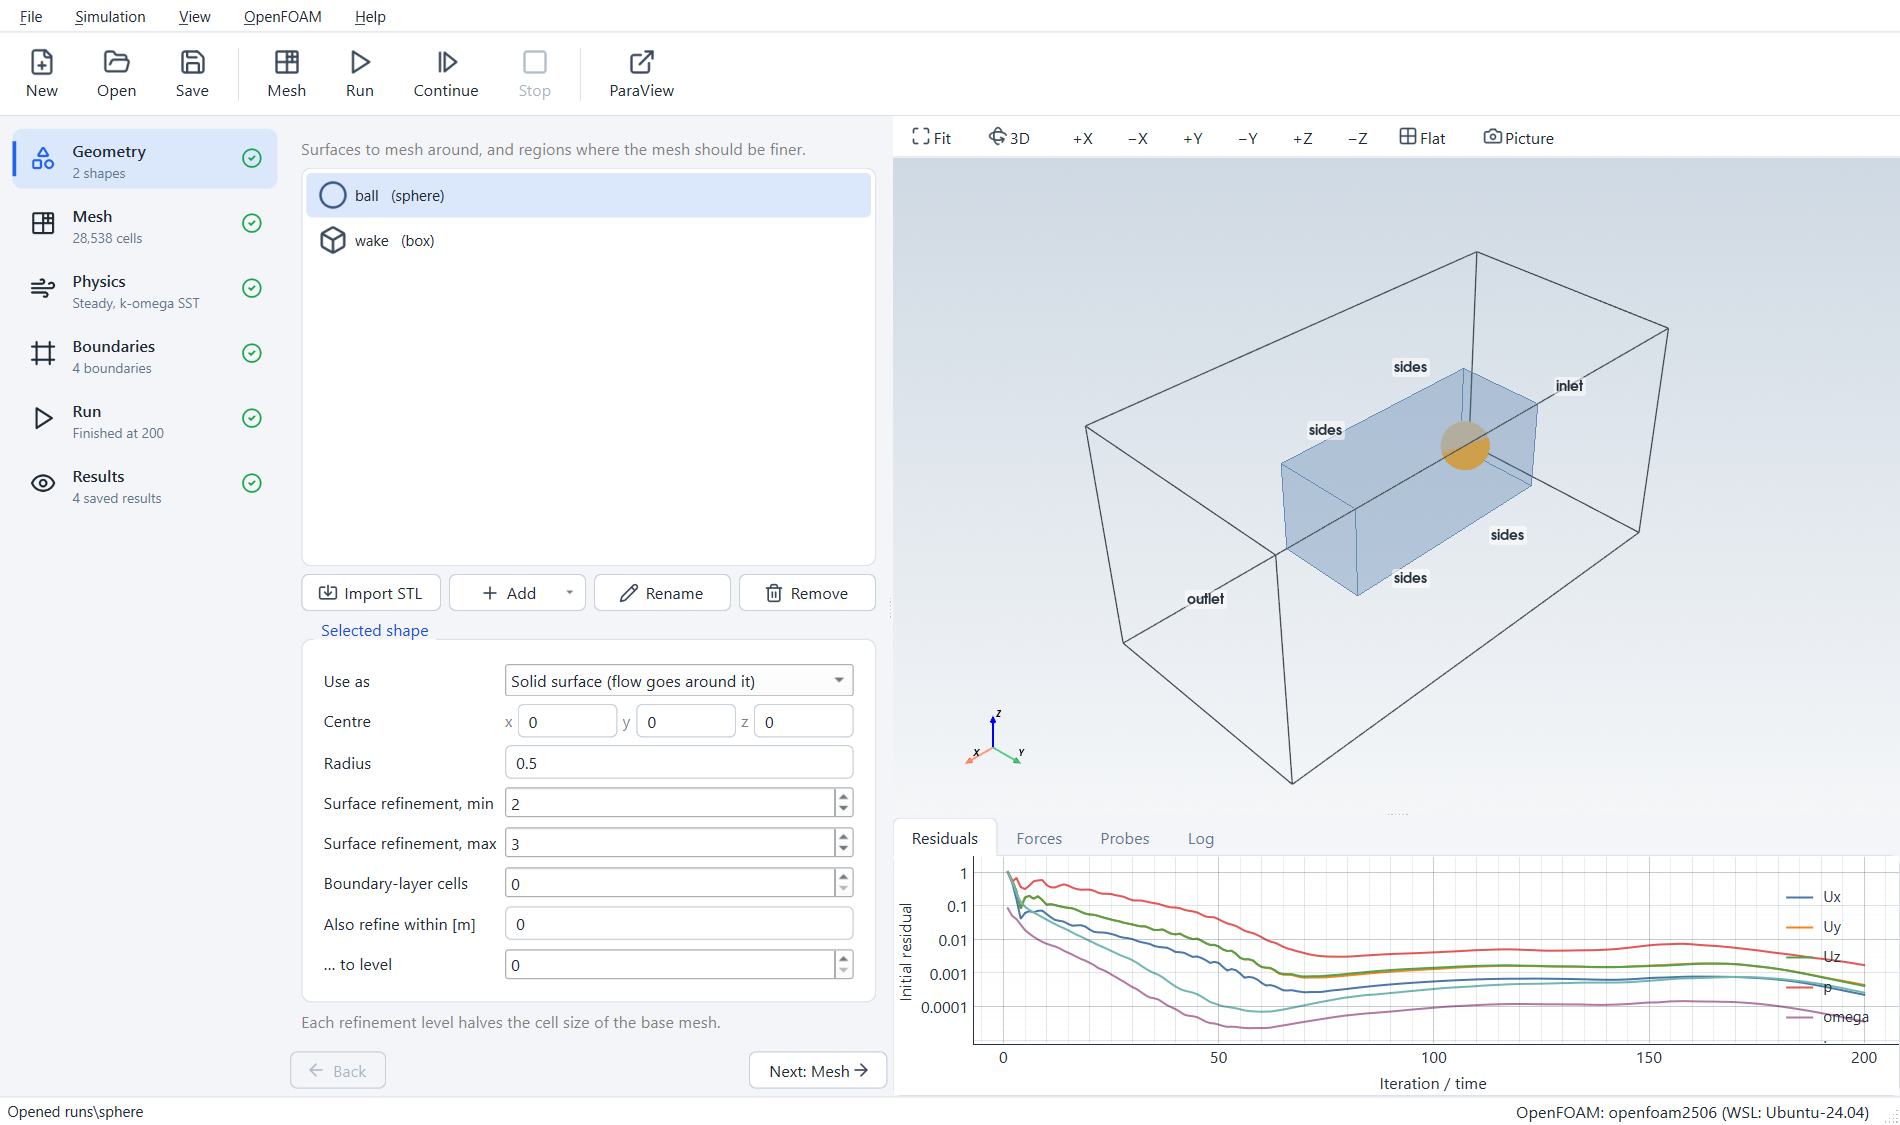 File Simulation View OpenFOAM Help
New Open Save Mesh Run Continue Stop ParaView
Geometry
2 shapes
Mesh
28,538 cells
Physics
Steady, k-omega SST
Boundaries
4 boundaries
Run
Finished at 200
Results
4 saved results
Surfaces to mesh around, and regions where the mesh should be finer.
ball (sphere)
wake (box)
Import STL Add Rename Remove
Selected shape
Use as Solid surface (flow goes around it)
Centre x 0 y 0 z 0
Radius 0.5
Surface refinement, min 2
Surface refinement, max 3
Boundary-layer cells 0
Also refine within [m] 0
... to level 0
Each refinement level halves the cell size of the base mesh.
Back Next: Mesh
Fit 3D +X −X +Y −Y +Z −Z Flat Picture
sides
inlet
sides
sides
sides
outlet
Z
X Y
Residuals Forces Probes Log
Initial residual
1
0.1
0.01
0.001
0.0001
Ux
Uy
Uz
p
omega
0 50 100 150 200
Iteration / time
Opened runs\sphere
OpenFOAM: openfoam2506 (WSL: Ubuntu-24.04)